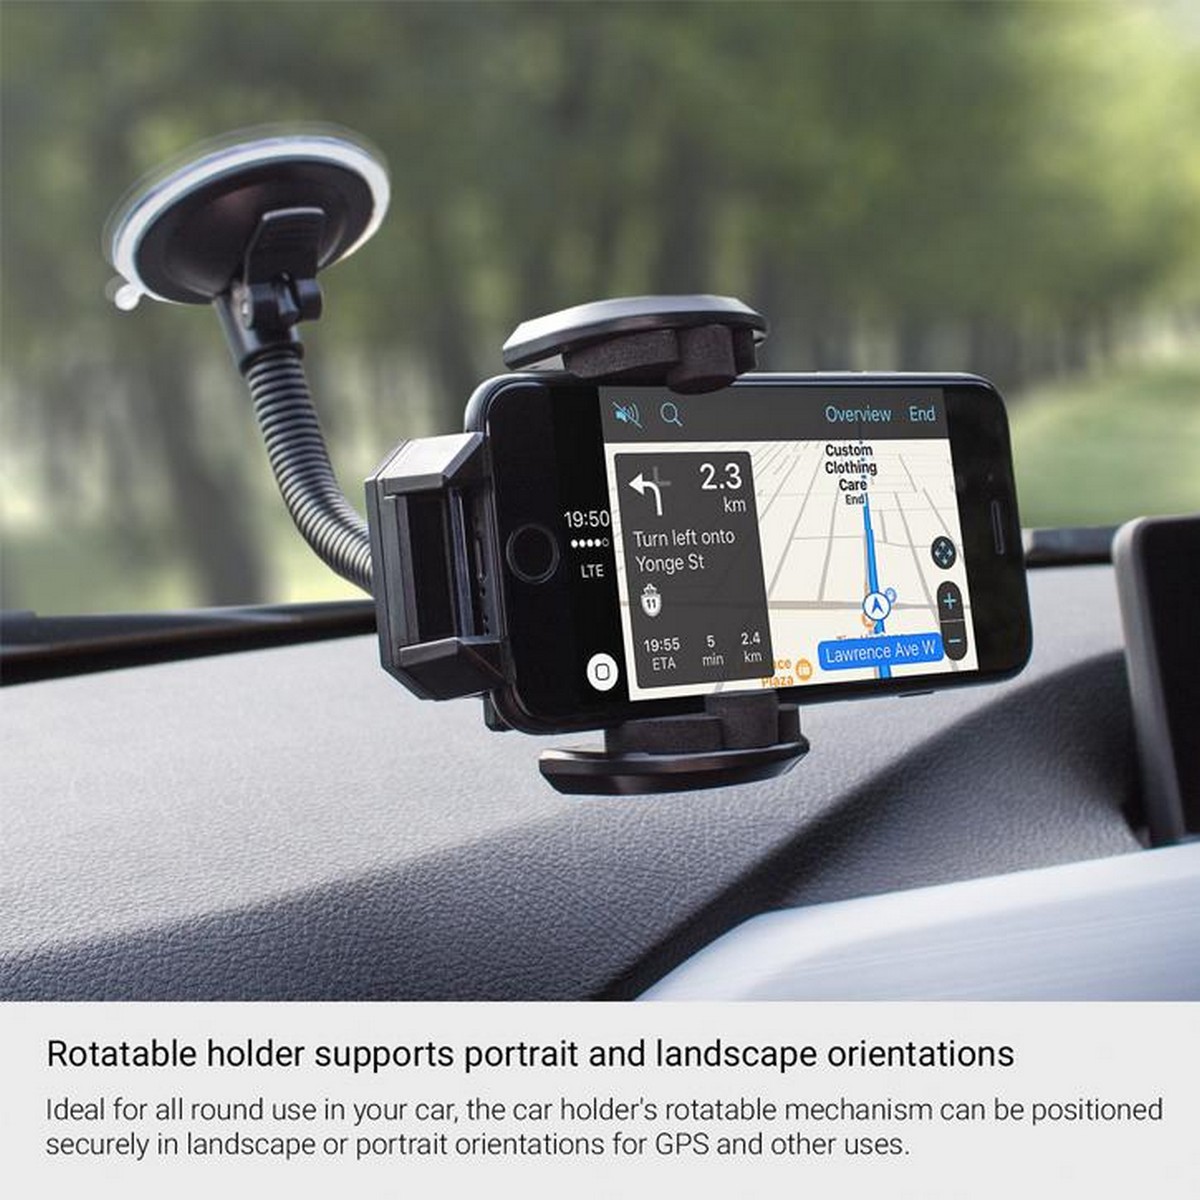 Overview End
Custom
Clothing
Care
End
2.3
km
Turn left onto
Yonge St
11
19:55 5 2.4
ETA min km
19:50
LTE
Lawrence Ave W
Plaza
+
−
Rotatable holder supports portrait and landscape orientations
Ideal for all round use in your car, the car holder's rotatable mechanism can be positioned
securely in landscape or portrait orientations for GPS and other uses.